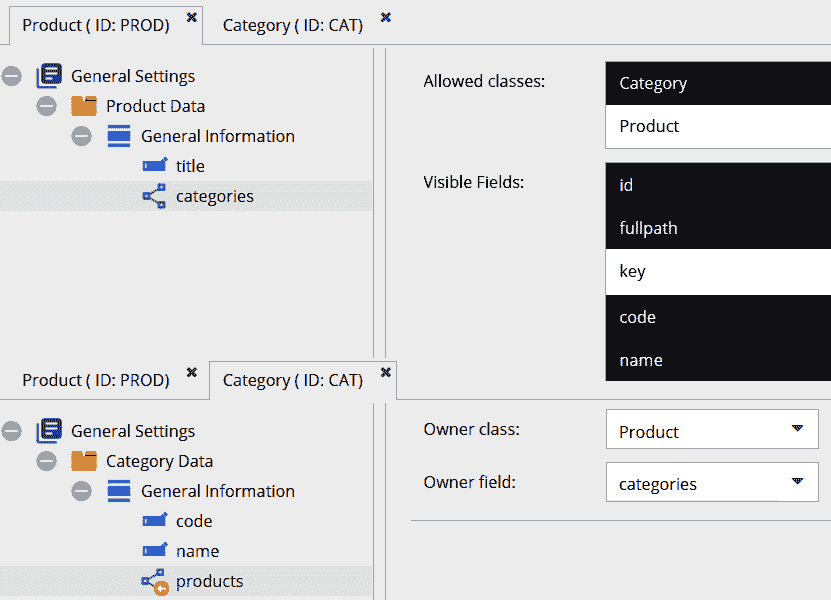 Product ( ID: PROD) Category ( ID: CAT)
General Settings
Product Data
General Information
title
categories
Allowed classes:
Category
Product
Visible Fields:
id
fullpath
key
code
name
Product ( ID: PROD) Category ( ID: CAT)
General Settings
Category Data
General Information
code
name
products
Owner class: Product
Owner field: categories